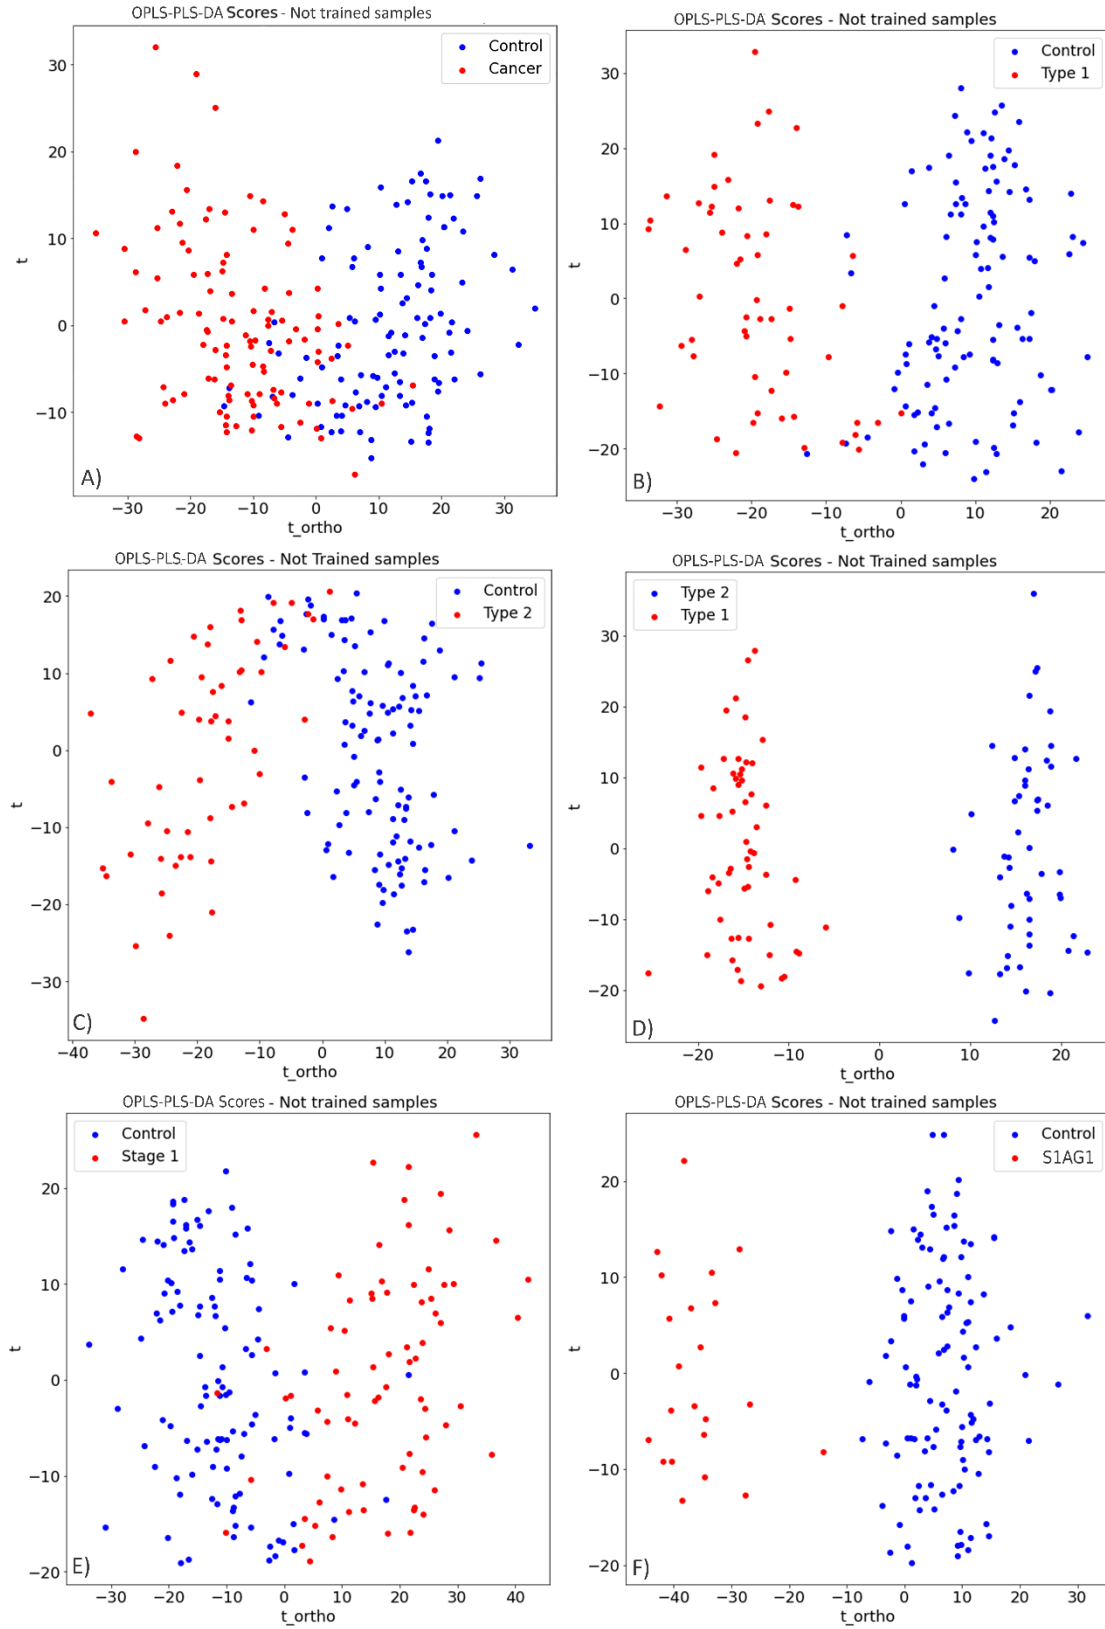 OPLS-PLS-DA Scores - Not trained samples
Control
Cancer
30
20
10
0
−10
t
−30
−20
−10
0
10
20
30
t_ortho
A)
OPLS-PLS-DA Scores - Not trained samples
Control
Type 1
30
20
10
0
−10
−20
t
−30
−20
−10
0
10
20
t_ortho
B)
OPLS-PLS-DA Scores - Not Trained samples
Control
Type 2
20
10
0
−10
−20
−30
t
−40
−30
−20
−10
0
10
20
30
t_ortho
C)
OPLS-PLS-DA Scores - Not Trained samples
Type 2
Type 1
30
20
10
0
−10
−20
t
−20
−10
0
10
20
t_ortho
D)
OPLS-PLS-DA Scores - Not trained samples
Control
Stage 1
20
10
0
−10
−20
t
−30
−20
−10
0
10
20
30
40
t_ortho
E)
OPLS-PLS-DA Scores - Not trained samples
Control
S1AG1
20
10
0
−10
−20
t
−40
−30
−20
−10
0
10
20
30
t_ortho
F)